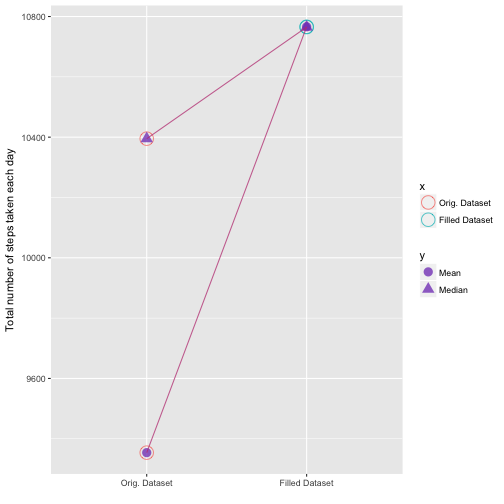 Total number of steps taken each day
10800
10400
10000
9600
Orig. Dataset
Filled Dataset
x
Orig. Dataset
Filled Dataset
y
Mean
Median